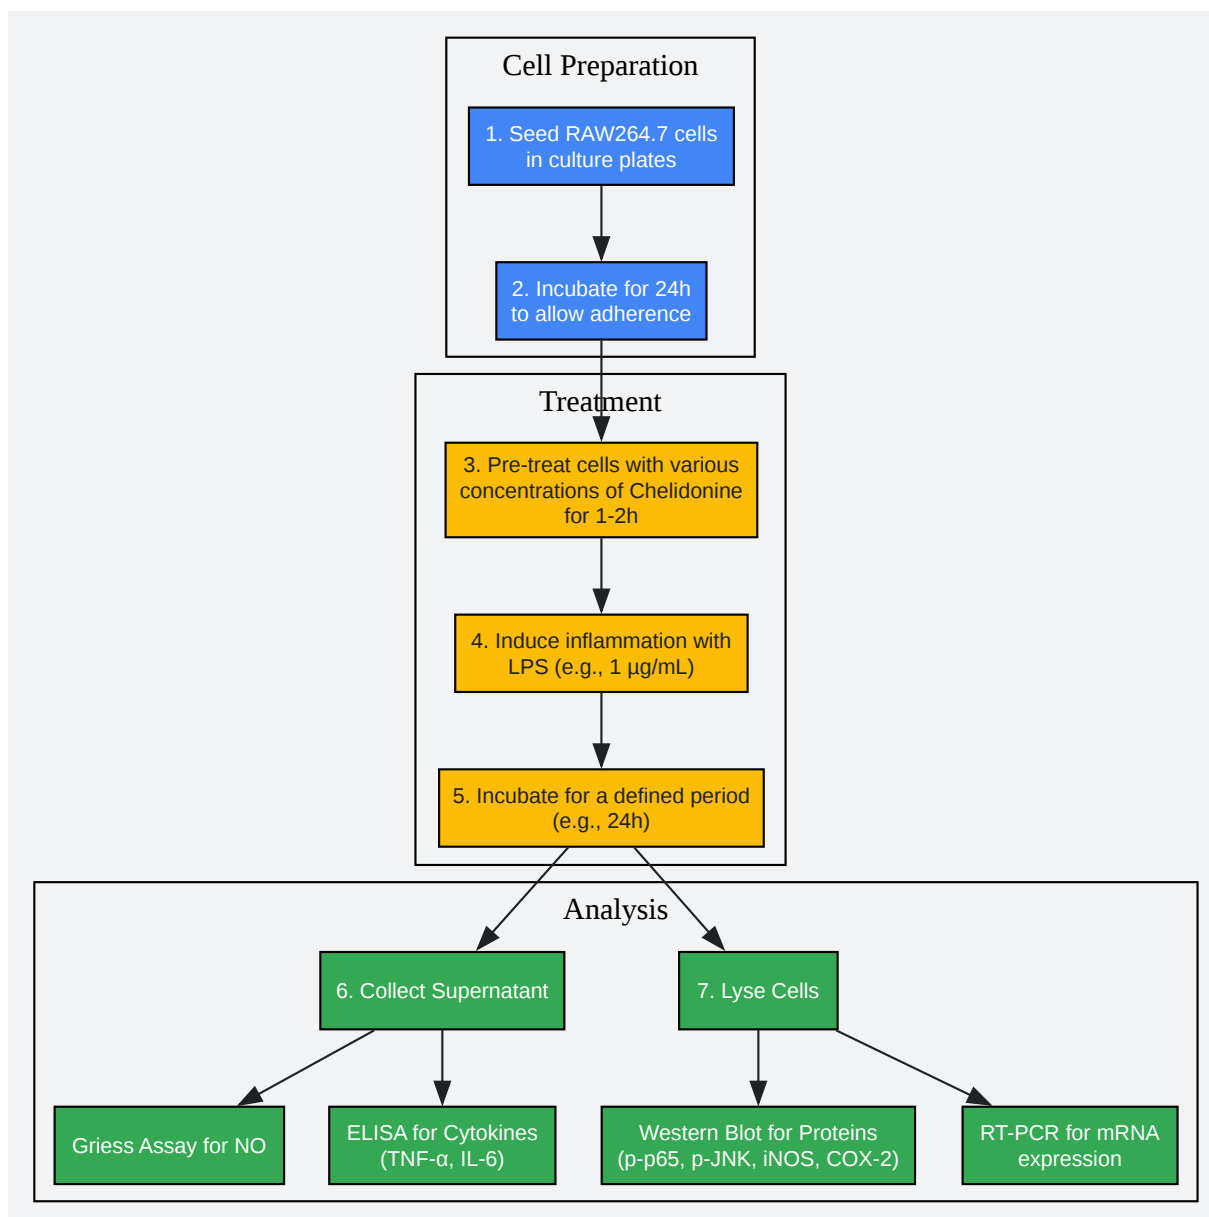 Cell Preparation
1. Seed RAW264.7 cells
in culture plates
2. Incubate for 24h
to allow adherence
Treatment
3. Pre-treat cells with various
concentrations of Chelidonine
for 1-2h
4. Induce inflammation with
LPS (e.g., 1 µg/mL)
5. Incubate for a defined period
(e.g., 24h)
Analysis
6. Collect Supernatant
7. Lyse Cells
Griess Assay for NO
ELISA for Cytokines
(TNF-α, IL-6)
Western Blot for Proteins
(p-p65, p-JNK, iNOS, COX-2)
RT-PCR for mRNA
expression